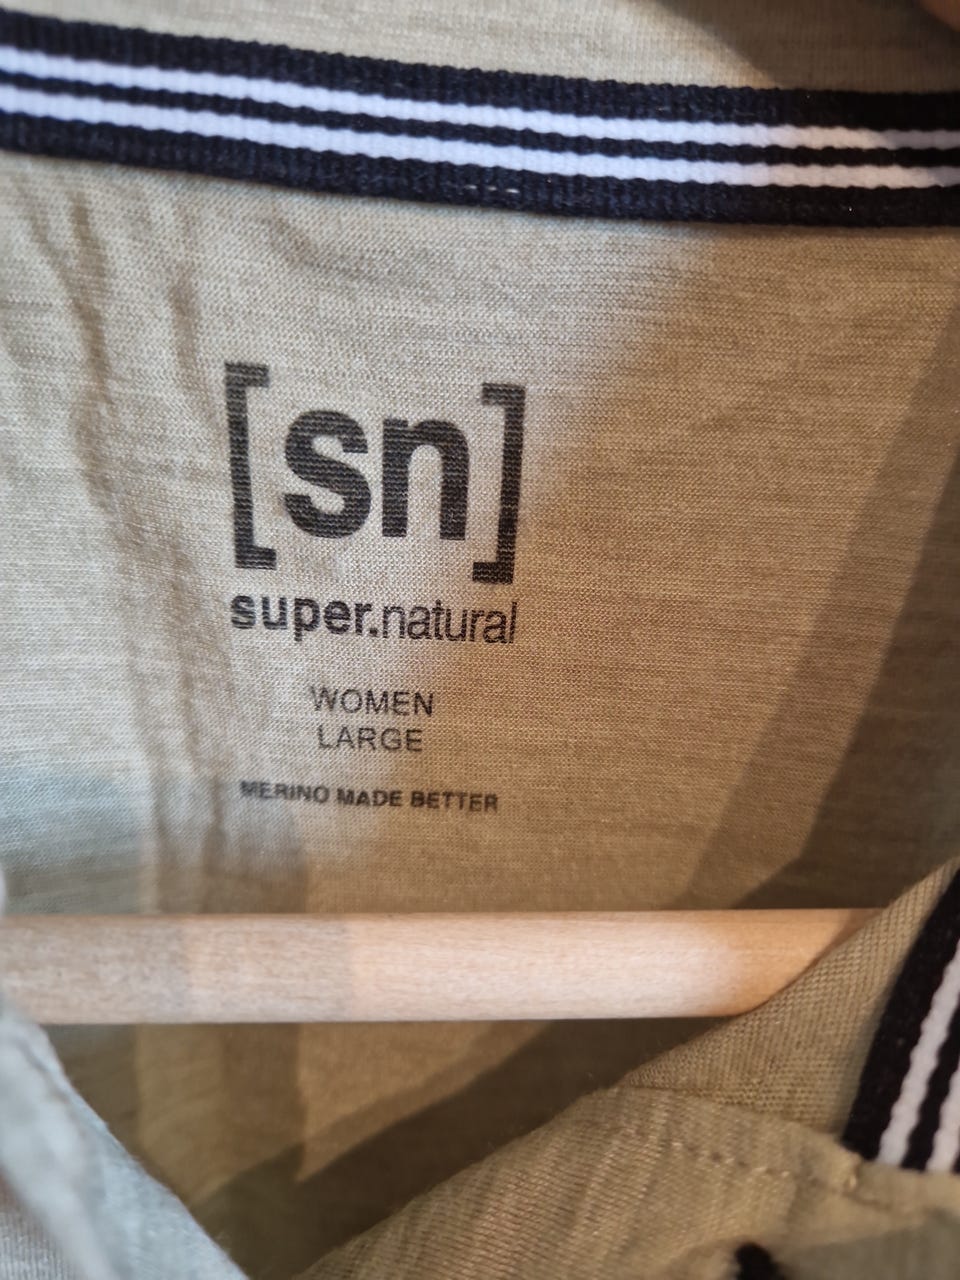 [sn]
super.natural
WOMEN
LARGE
MERINO MADE BETTER